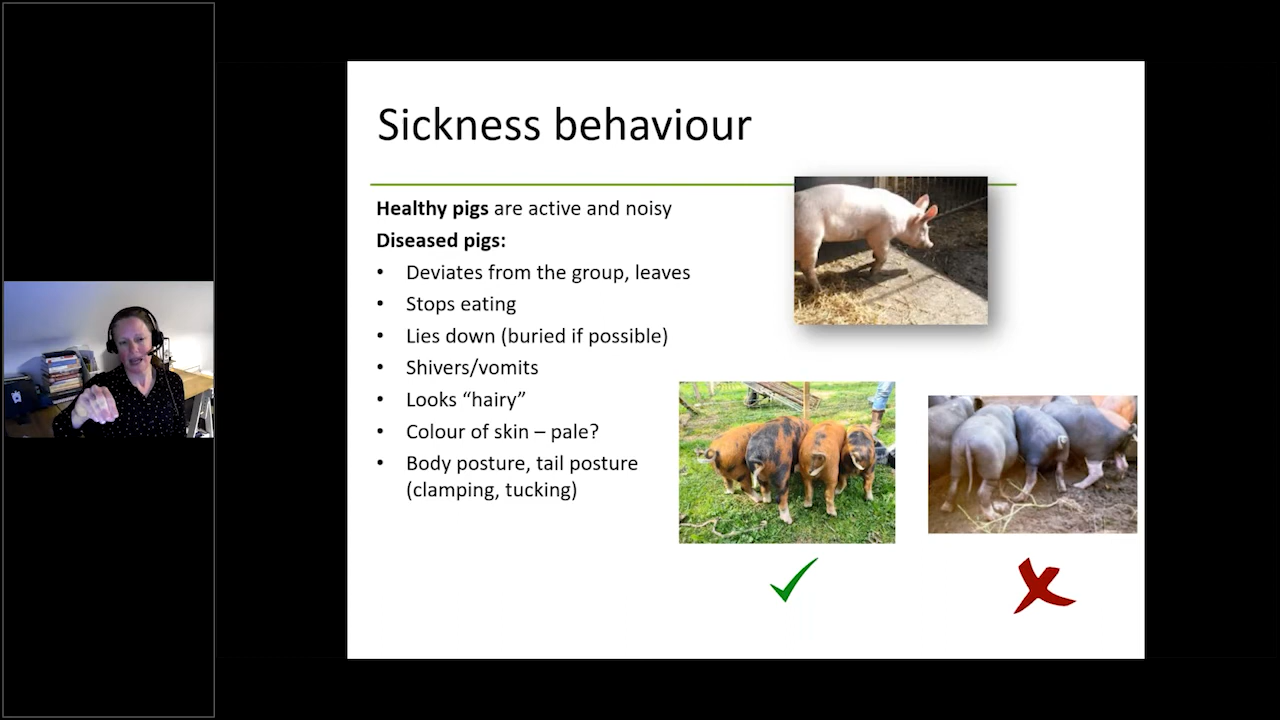 Sickness behaviour
Healthy pigs are active and noisy
Diseased pigs:
• Deviates from the group, leaves
• Stops eating
• Lies down (buried if possible)
• Shivers/vomits
• Looks “hairy”
• Colour of skin – pale?
• Body posture, tail posture
(clamping, tucking)